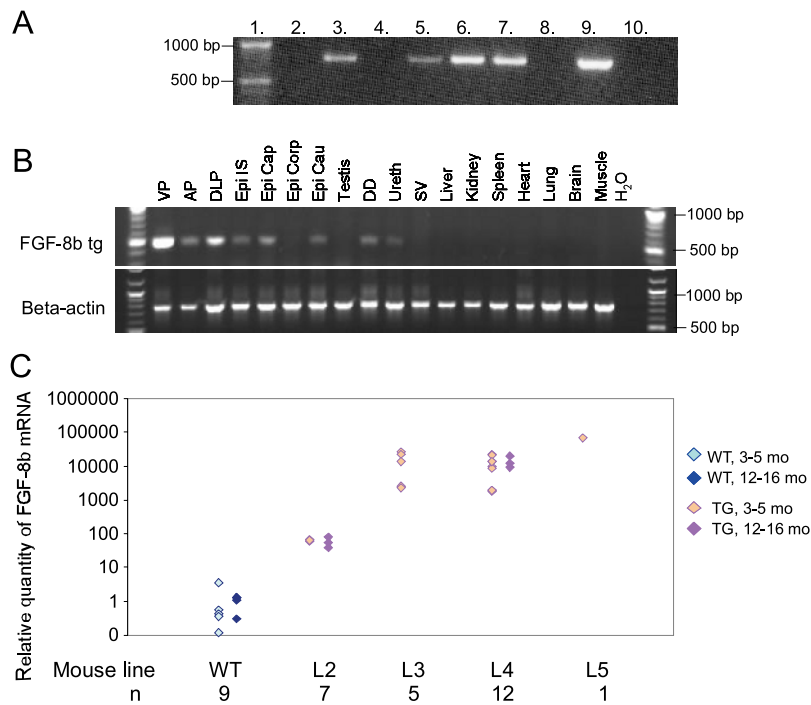 A
1. 2. 3. 4. 5. 6. 7. 8. 9. 10.
1000 bp
500 bp
B
VP AP DLP Epi IS Epi Cap Epi Corp Epi Cau Testis DD Ureth SV Liver Kidney Spleen Heart Lung Brain Muscle H2O
FGF-8b tg
1000 bp
500 bp
Beta-actin
1000 bp
500 bp
C
Relative quantity of FGF-8b mRNA
1000000
100000
10000
1000
100
10
1
0
WT, 3-5 mo
WT, 12-16 mo
TG, 3-5 mo
TG, 12-16 mo
Mouse line WT L2 L3 L4 L5
n 9 7 5 12 1